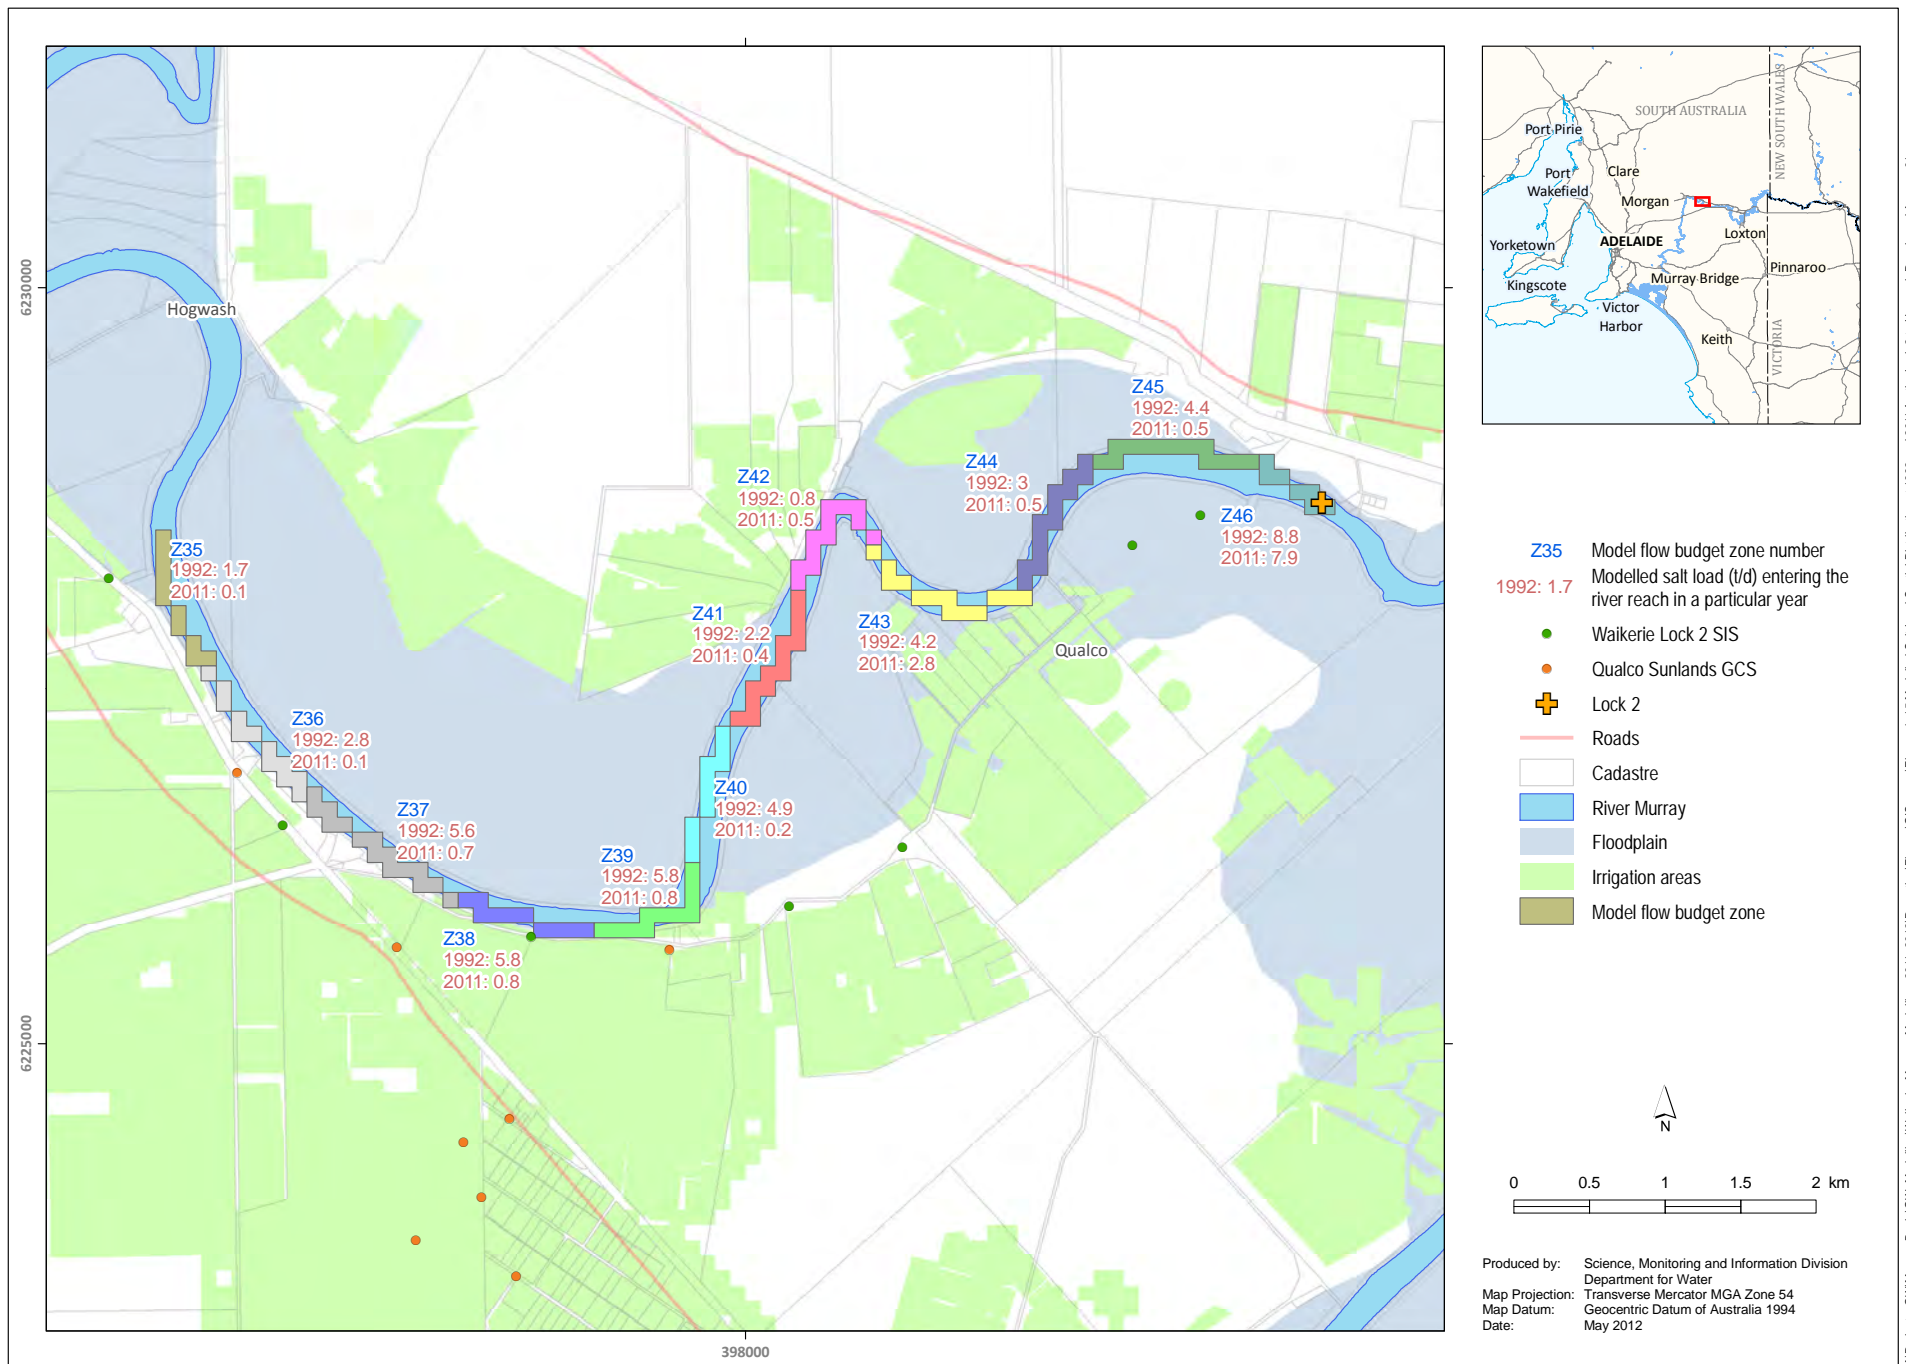 6230000
6225000
398000
Hogwash
Qualco
Z35
1992: 1.7
2011: 0.1
Z36
1992: 2.8
2011: 0.1
Z37
1992: 5.6
2011: 0.7
Z38
1992: 5.8
2011: 0.8
Z39
1992: 5.8
2011: 0.8
Z40
1992: 4.9
2011: 0.2
Z41
1992: 2.2
2011: 0.4
Z42
1992: 0.8
2011: 0.5
Z43
1992: 4.2
2011: 2.8
Z44
1992: 3
2011: 0.5
Z45
1992: 4.4
2011: 0.5
Z46
1992: 8.8
2011: 7.9
SOUTH AUSTRALIA
NEW SOUTH WALES
VICTORIA
Port Pirie
Port
Wakefield
Clare
Morgan
Loxton
ADELAIDE
Yorketown
Kingscote
Murray Bridge
Pinnaroo
Victor
Harbor
Keith
Z35 Model flow budget zone number
1992: 1.7 Modelled salt load (t/d) entering the
river reach in a particular year
Waikerie Lock 2 SIS
Qualco Sunlands GCS
Lock 2
Roads
Cadastre
River Murray
Floodplain
Irrigation areas
Model flow budget zone
N
0 0.5 1 1.5 2 km
Produced by: Science, Monitoring and Information Division
Department for Water
Map Projection: Transverse Mercator MGA Zone 54
Map Datum: Geocentric Datum of Australia 1994
Date: May 2012